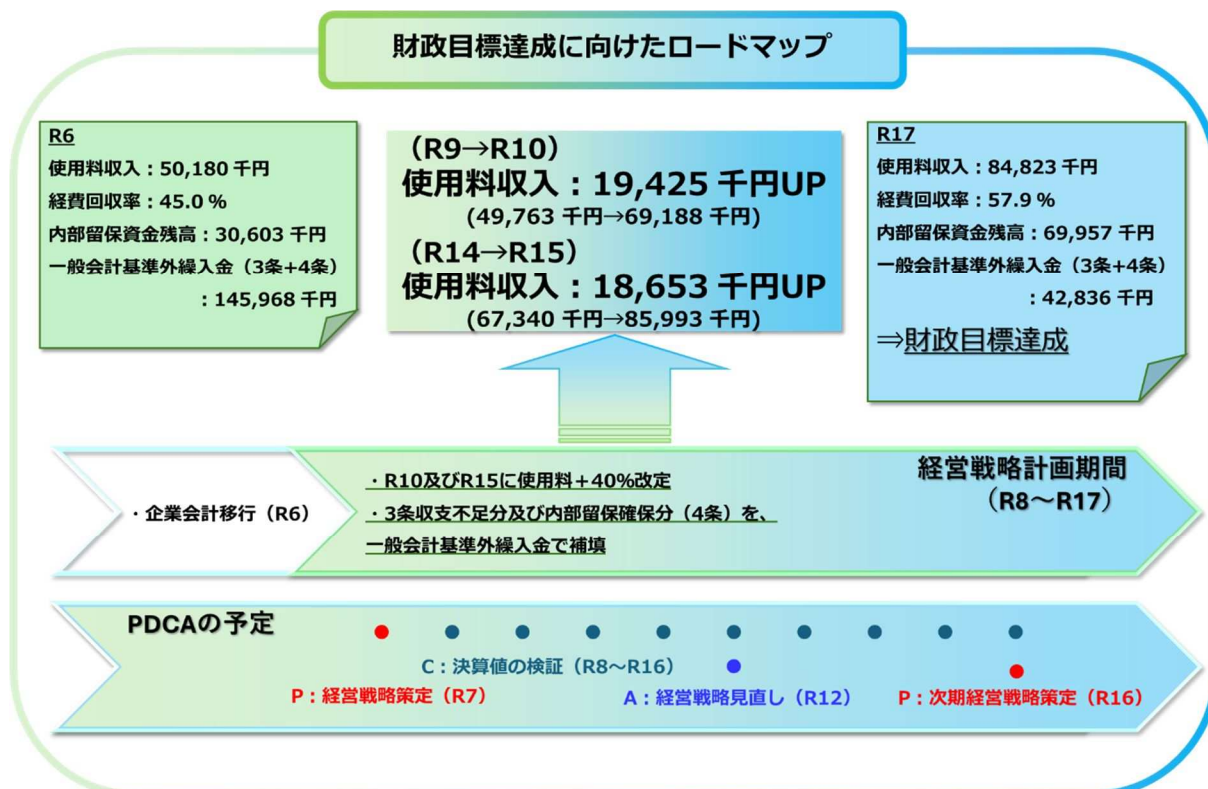 財政目標達成に向けたロードマップ
R6
使用料収入：50,180 千円
経費回収率：45.0 %
内部留保資金残高：30,603 千円
一般会計基準外繰入金（3条+4条）
：145,968 千円
（R9→R10）
使用料収入：19,425 千円UP
(49,763 千円→69,188 千円)
（R14→R15）
使用料収入：18,653 千円UP
(67,340 千円→85,993 千円)
R17
使用料収入：84,823 千円
経費回収率：57.9 %
内部留保資金残高：69,957 千円
一般会計基準外繰入金（3条+4条）
：42,836 千円
⇒財政目標達成
・企業会計移行（R6）
・R10及びR15に使用料＋40％改定
・3条収支不足分及び内部留保確保分（4条）を、
一般会計基準外繰入金で補填
経営戦略計画期間
（R8～R17）
PDCAの予定
C：決算値の検証（R8～R16）
P：経営戦略策定（R7）
A：経営戦略見直し（R12）
P：次期経営戦略策定（R16）